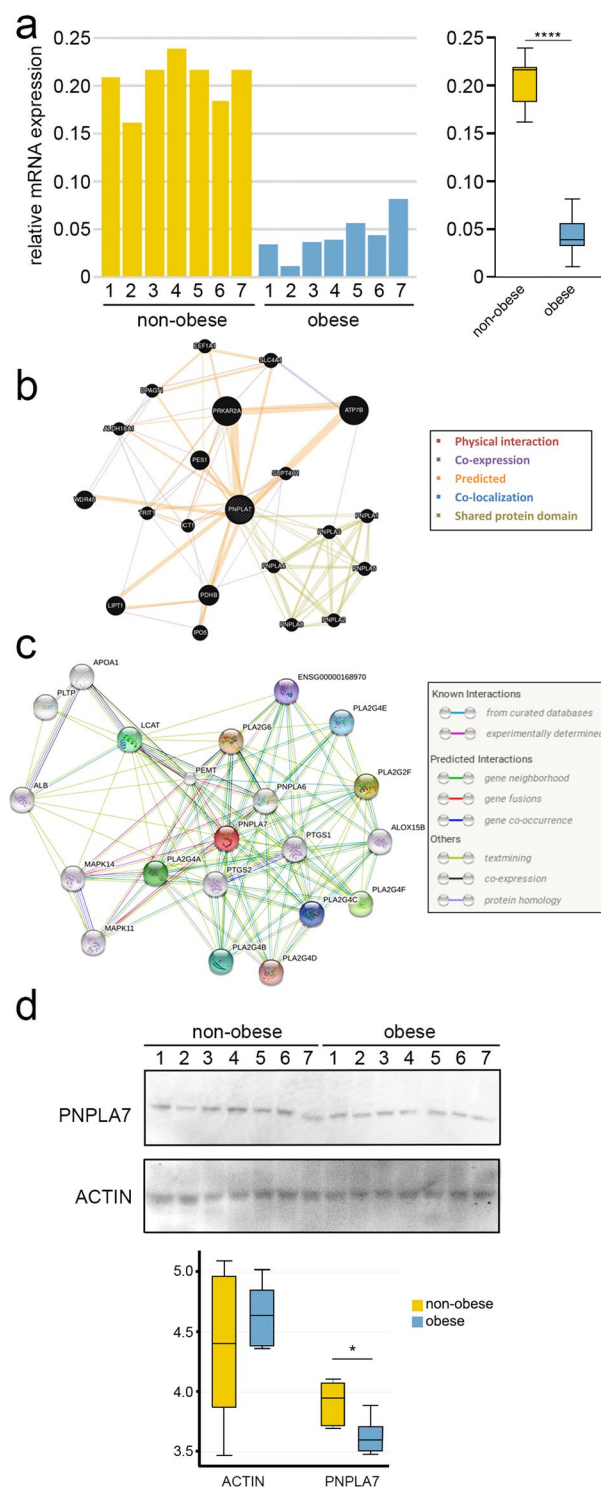 a
relative mRNA expression
0.25
0.20
0.15
0.10
0.05
0
1 2 3 4 5 6 7 1 2 3 4 5 6 7
non-obese obese
0.25
0.20
0.15
0.10
0.05
0
****
non-obese
obese
b
EEF1A1
SLC4A1
DPAGT1
PRKAR2A
ATP7B
ALDH18A1
PES1
SUPT4H1
WDR45
TRIT1
ICT1
PNPLA7
PNPLA1
PNPLA3
PNPLA4
PDHB
LIPT1
IPO5
PNPLA2
Physical interaction
Co-expression
Predicted
Co-localization
Shared protein domain
c
APOA1
ENSG00000168970
PLTP
LCAT
PLA2G6
PLA2G4E
PEMT
PNPLA6
PLA2G2F
ALB
PNPLA7
PTGS1
ALOX15B
MAPK14
PLA2G4A
PTGS2
PLA2G4C
PLA2G4F
MAPK11
PLA2G4B
PLA2G4D
Known Interactions
from curated databases
experimentally determined
Predicted Interactions
gene neighborhood
gene fusions
gene co-occurrence
Others
textmining
co-expression
protein homology
d
non-obese obese
1 2 3 4 5 6 7 1 2 3 4 5 6 7
PNPLA7
ACTIN
5.0
4.5
4.0
3.5
*
non-obese
obese
ACTIN PNPLA7